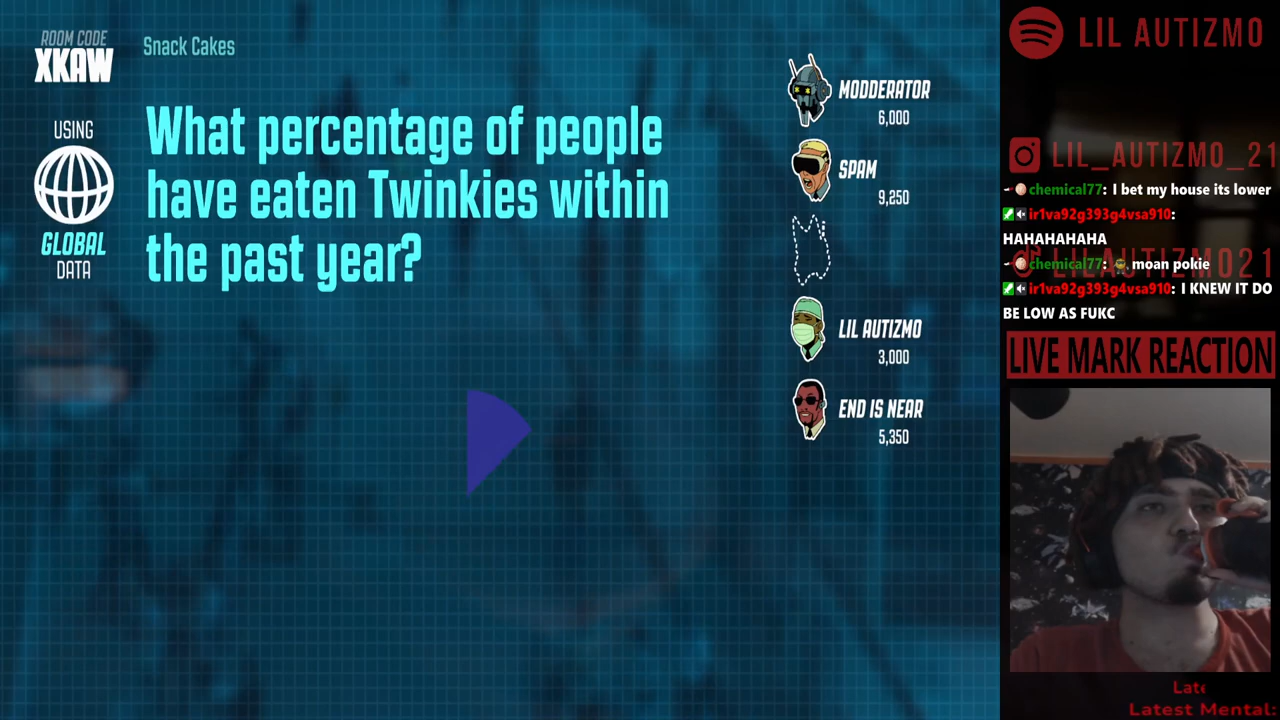 ROOM CODE
XKAW
Snack Cakes
USING
GLOBAL
DATA
What percentage of people
have eaten Twinkies within
the past year?
MODDERATOR
6,000
SPAM
9,250
LIL AUTIZMO
3,000
END IS NEAR
5,350
LIL AUTIZMO
LIL_AUTIZMO_21
chemical77: I bet my house its lower
ir1va92g393g4vsa910:
HAHAHAHAHA
LILAUTIZMO21
chemical77: moan pokie
ir1va92g393g4vsa910: I KNEW IT DO
BE LOW AS FUKC
LIVE MARK REACTION
Late
Latest Mental: